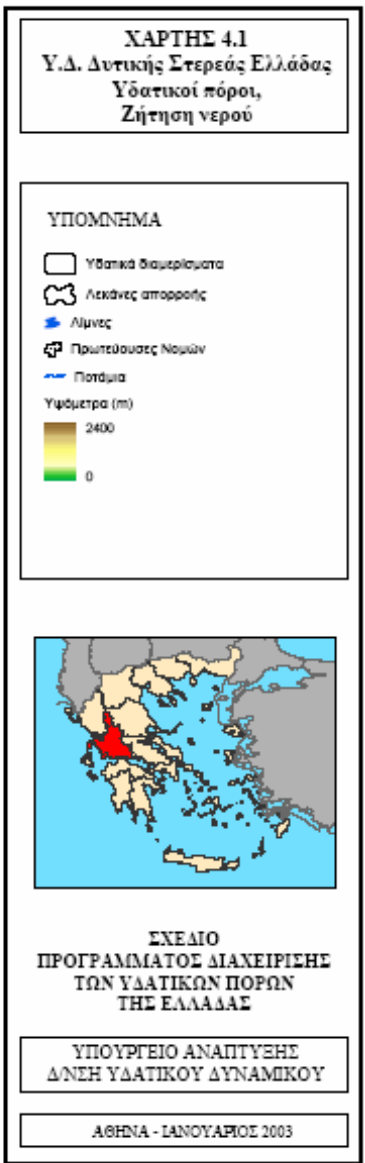 ΧΑΡΤΗΣ 4.1
Υ.Δ. Δυτικής Στερεάς Ελλάδας
Υδατικοί πόροι,
Ζήτηση νερού
ΥΠΟΜΝΗΜΑ
Υδατικά διαμερίσματα
Λεκάνες απορροής
Λίμνες
Πρωτεύουσες Νομών
Ποτάμια
Υψόμετρα (m)
2400
0
ΣΧΕΔΙΟ
ΠΡΟΓΡΑΜΜΑΤΟΣ ΔΙΑΧΕΙΡΙΣΗΣ
ΤΩΝ ΥΔΑΤΙΚΩΝ ΠΟΡΩΝ
ΤΗΣ ΕΛΛΑΔΑΣ
ΥΠΟΥΡΓΕΙΟ ΑΝΑΠΤΥΞΗΣ
Δ/ΝΣΗ ΥΔΑΤΙΚΟΥ ΔΥΝΑΜΙΚΟΥ
ΑΘΗΝΑ - ΙΑΝΟΥΑΡΙΟΣ 2003